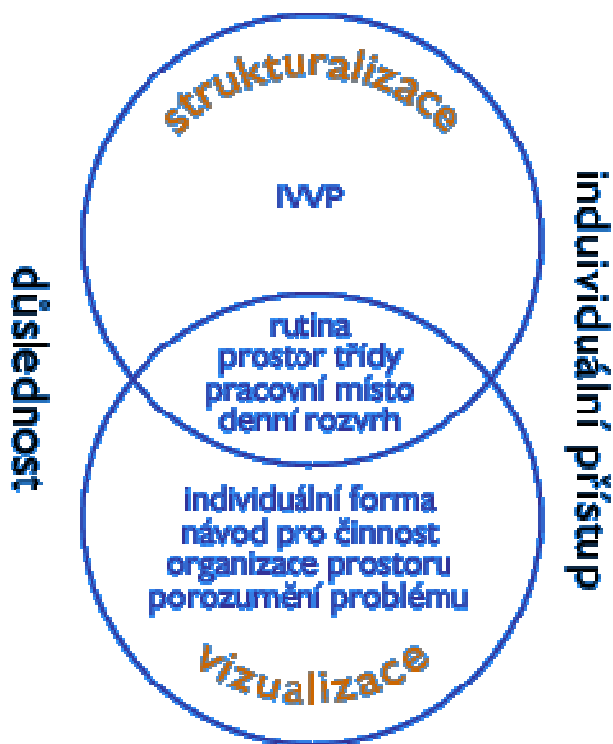 strukturalizace
IVVP
důslednost
induividuální přístup
rutina
prostor třídy
pracovní místo
denní rozvrh
individuální forma
návod pro činnost
organizace prostoru
porozumění problému
vizualizace